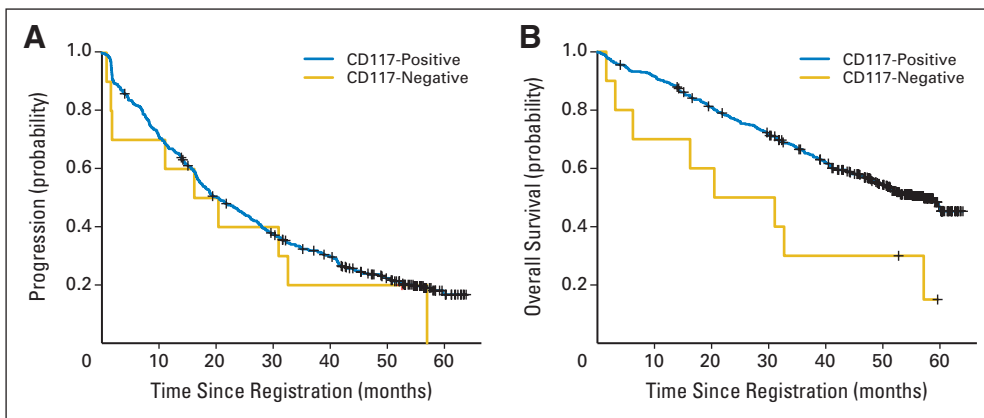 A
CD117-Positive
CD117-Negative
Progression (probability)
1.0
0.8
0.6
0.4
0.2
0 10 20 30 40 50 60
Time Since Registration (months)
B
CD117-Positive
CD117-Negative
Overall Survival (probability)
1.0
0.8
0.6
0.4
0.2
0 10 20 30 40 50 60
Time Since Registration (months)